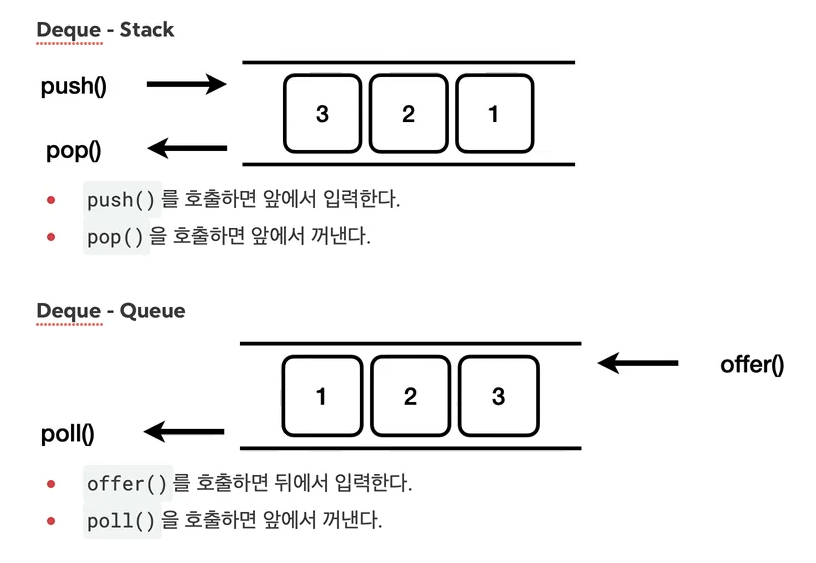 Deque - Stack
push()
3 2 1
pop()
push() 를 호출하면 앞에서 입력한다.
pop() 을 호출하면 앞에서 꺼낸다.
Deque - Queue
offer()
1 2 3
poll()
offer() 를 호출하면 뒤에서 입력한다.
poll() 을 호출하면 앞에서 꺼낸다.